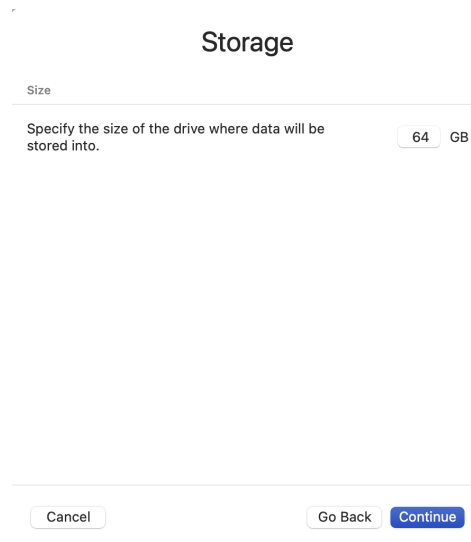 Storage
Size
Specify the size of the drive where data will be
stored into.
64 GB
Cancel
Go Back
Continue